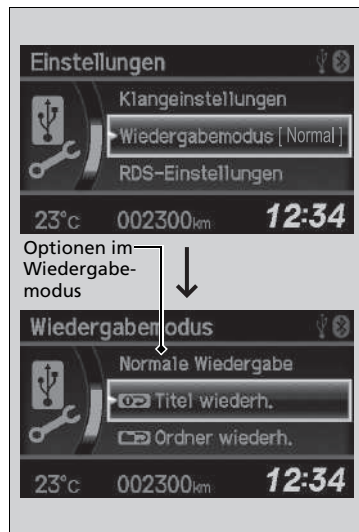 Einstellungen
Klangeinstellungen
Wiedergabemodus [ Normal ]
RDS-Einstellungen
23°c 002300km 12:34
Optionen im
Wiedergabe-
modus
Wiedergabemodus
Normale Wiedergabe
Titel wiederh.
Ordner wiederh.
23°c 002300km 12:34